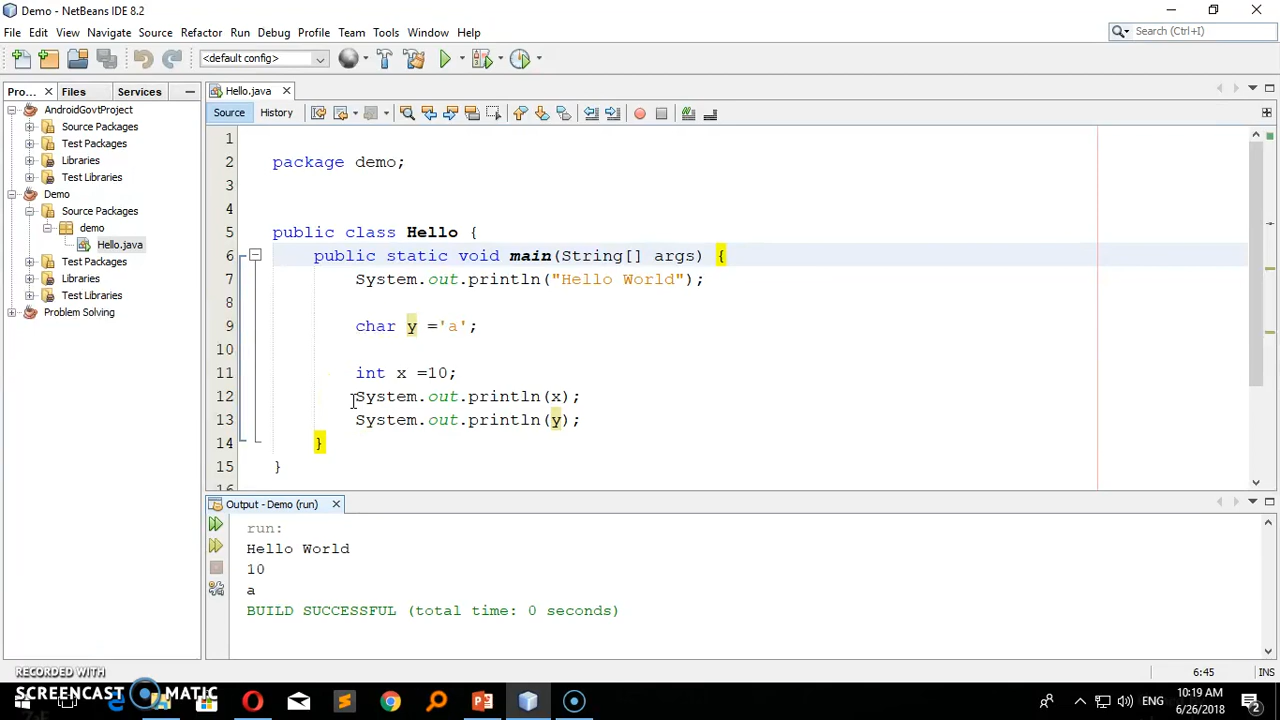 Demo - NetBeans IDE 8.2
File Edit View Navigate Source Refactor Run Debug Profile Team Tools Window Help
Search (Ctrl+I)
<default config>
Pro... Files Services
Hello.java
Source History
AndroidGovtProject
Source Packages
Test Packages
Libraries
Test Libraries
Demo
Source Packages
demo
Hello.java
Test Packages
Libraries
Test Libraries
Problem Solving
1
2 package demo;
3
4
5 public class Hello {
6 public static void main(String[] args) {
7 System.out.println("Hello World");
8
9 char y ='a';
10
11 int x =10;
12 System.out.println(x);
13 System.out.println(y);
14 }
15 }
16
Output - Demo (run)
run:
Hello World
10
a
BUILD SUCCESSFUL (total time: 0 seconds)
6:45 INS
RECORDED WITH
SCREENCAST MATIC
ENG
10:19 AM
6/26/2018
2